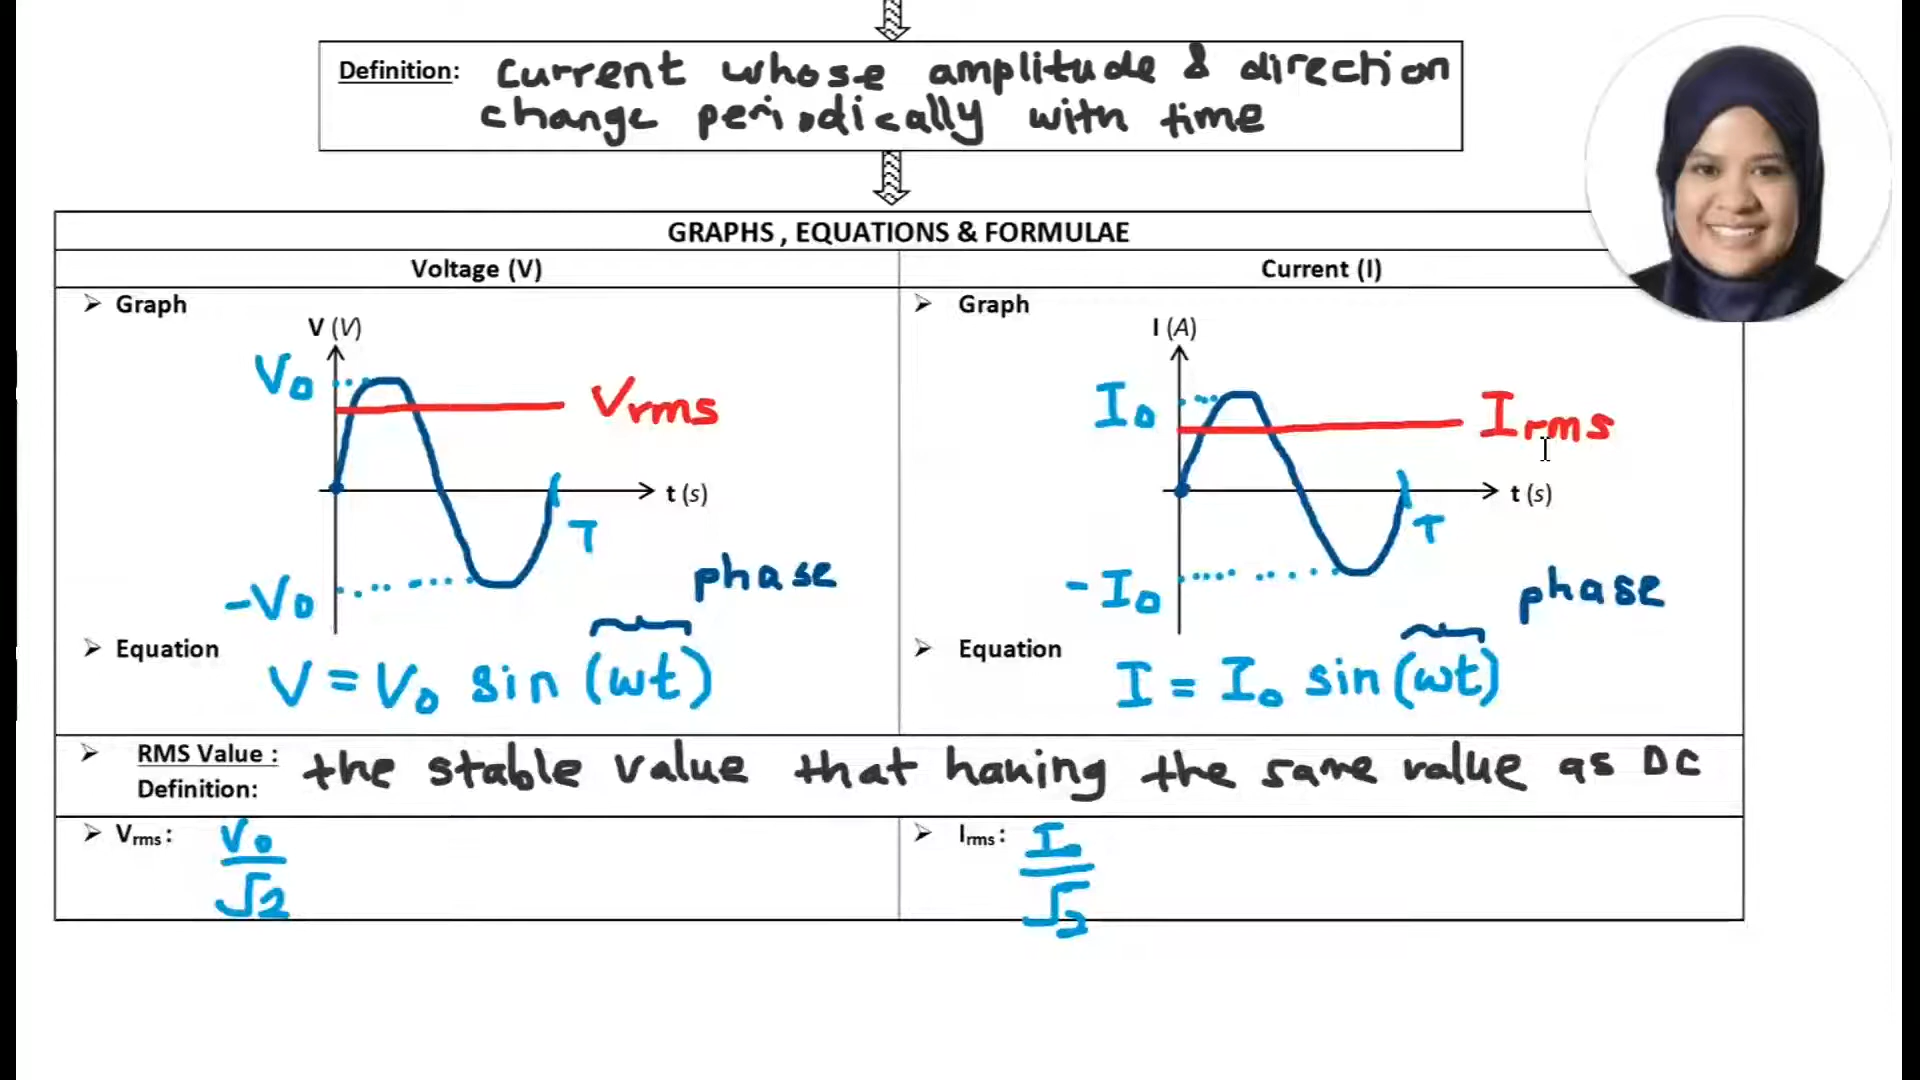 Definition: current whose amplitude & direction
change periodically with time
GRAPHS , EQUATIONS & FORMULAE
Voltage (V)
Current (I)
➢ Graph
V (V)
V₀
Vrms
t (s)
T
-V₀
phase
➢ Equation
V = V₀ sin (ωt)
➢ Graph
I (A)
I₀
Irms
t (s)
T
-I₀
phase
➢ Equation
I = I₀ sin (ωt)
➢ RMS Value :
Definition: the stable value that having the same value as DC
➢ Vrms : V₀/√2
➢ Irms : I₀/√2